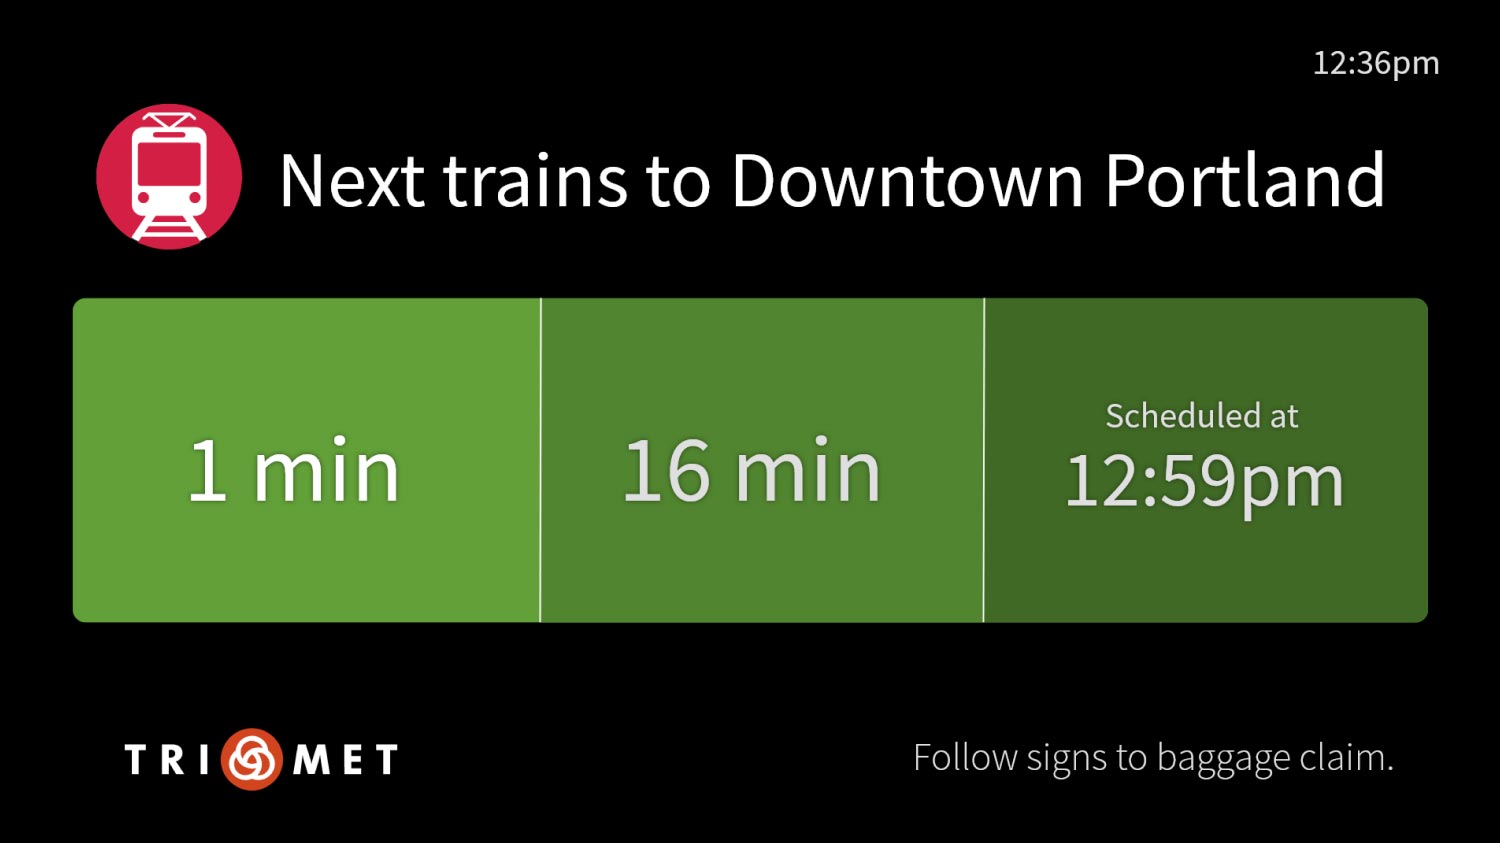 12:36pm
Next trains to Downtown Portland
1 min
16 min
Scheduled at
12:59pm
TRI MET
Follow signs to baggage claim.